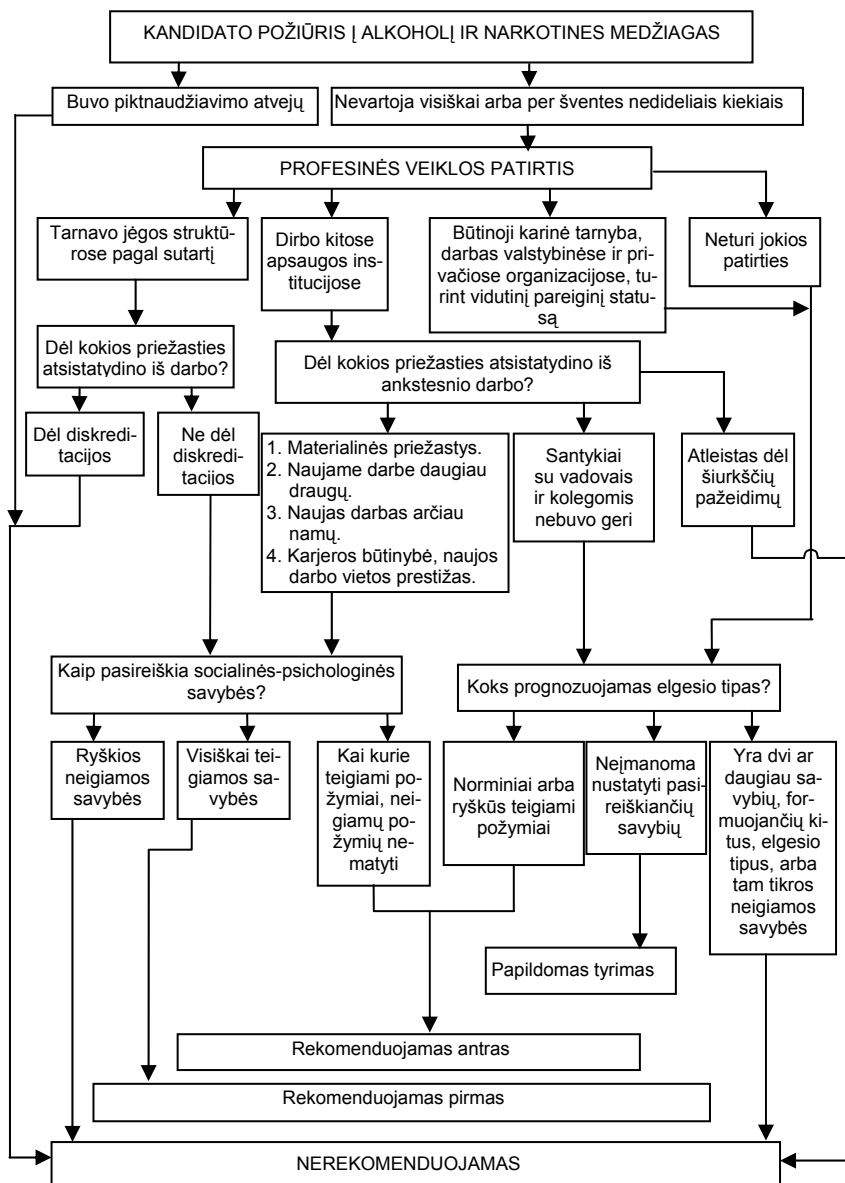 KANDIDATO POŽIŪRIS Į ALKOHOLĮ IR NARKOTINES MEDŽIAGAS
Buvo piktnaudžiavimo atvejų
Nevartoja visiškai arba per šventes nedideliais kiekiais
PROFESINĖS VEIKLOS PATIRTIS
Tarnavo jėgos struktū-
rose pagal sutartį
Dirbo kitose
apsaugos ins-
titucijose
Būtinoji karinė tarnyba,
darbas valstybinėse ir pri-
vačiose organizacijose, tu-
rint vidutinį pareiginį statu-
są
Neturi jokios
patirties
Dėl kokios priežasties
atsistatydino iš darbo?
Dėl kokios priežasties atsistatydino iš
ankstesnio darbo?
Dėl diskredi-
tacijos
Ne dėl
diskredi-
tacijos
1. Materialinės priežastys.
2. Naujame darbe daugiau
draugų.
3. Naujas darbas arčiau
namų.
4. Karjeros būtinybė, naujos
darbo vietos prestižas.
Santykiai
su vadovais
ir kolegomis
nebuvo geri
Atleistas dėl
šiurkščių
pažeidimų
Kaip pasireiškia socialinės-psichologinės
savybės?
Koks prognozuojamas elgesio tipas?
Ryškios
neigiamos
savybės
Visiškai tei-
giamos sa-
vybės
Kai kurie
teigiami po-
žymiai, nei-
giamų po-
žymių ne-
matyti
Norminiai arba
ryškūs teigiami
požymiai
Neįmanoma
nustatyti pasi-
reiškiančių
savybių
Yra dvi ar
daugiau sa-
vybių, for-
muojančių ki-
tus, elgesio
tipus, arba
tam tikros
neigiamos
savybės
Papildomas tyrimas
Rekomenduojamas antras
Rekomenduojamas pirmas
NEREKOMENDUOJAMAS